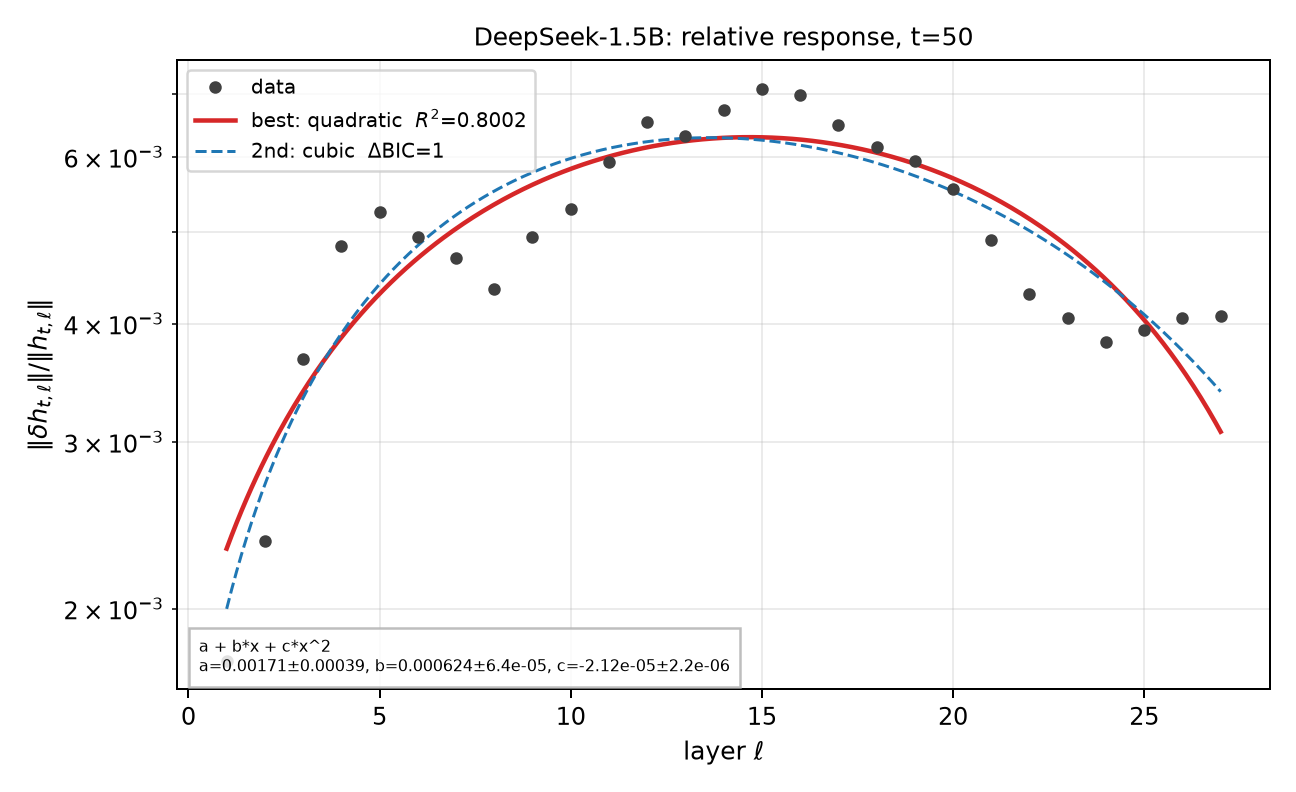 DeepSeek-1.5B: relative response, t=50
data
best: quadratic R²=0.8002
2nd: cubic ΔBIC=1
‖δh_{t,ℓ}‖/‖h_{t,ℓ}‖
6 × 10⁻³
4 × 10⁻³
3 × 10⁻³
2 × 10⁻³
a + b*x + c*x^2
a=0.00171±0.00039, b=0.000624±6.4e-05, c=-2.12e-05±2.2e-06
0 5 10 15 20 25
layer ℓ